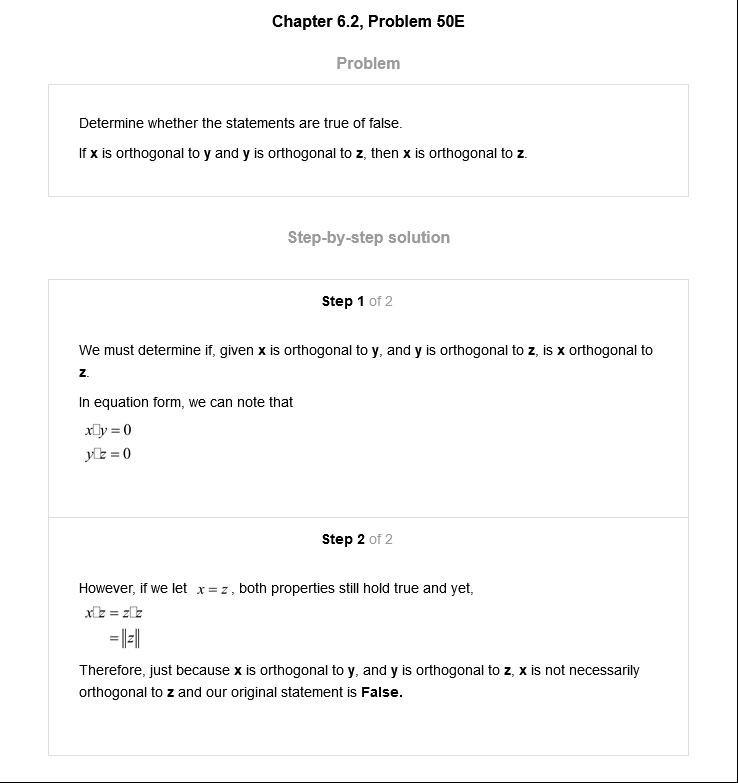 Chapter 6.2, Problem 50E
Problem
Determine whether the statements are true of false.
If x is orthogonal to y and y is orthogonal to z, then x is orthogonal to z.
Step-by-step solution
Step 1 of 2
We must determine if, given x is orthogonal to y, and y is orthogonal to z, is x orthogonal to
z.
In equation form, we can note that
x▯y = 0
y▯z = 0
Step 2 of 2
However, if we let x = z, both properties still hold true and yet,
x▯z = z▯z
= ‖z‖
Therefore, just because x is orthogonal to y, and y is orthogonal to z, x is not necessarily
orthogonal to z and our original statement is False.